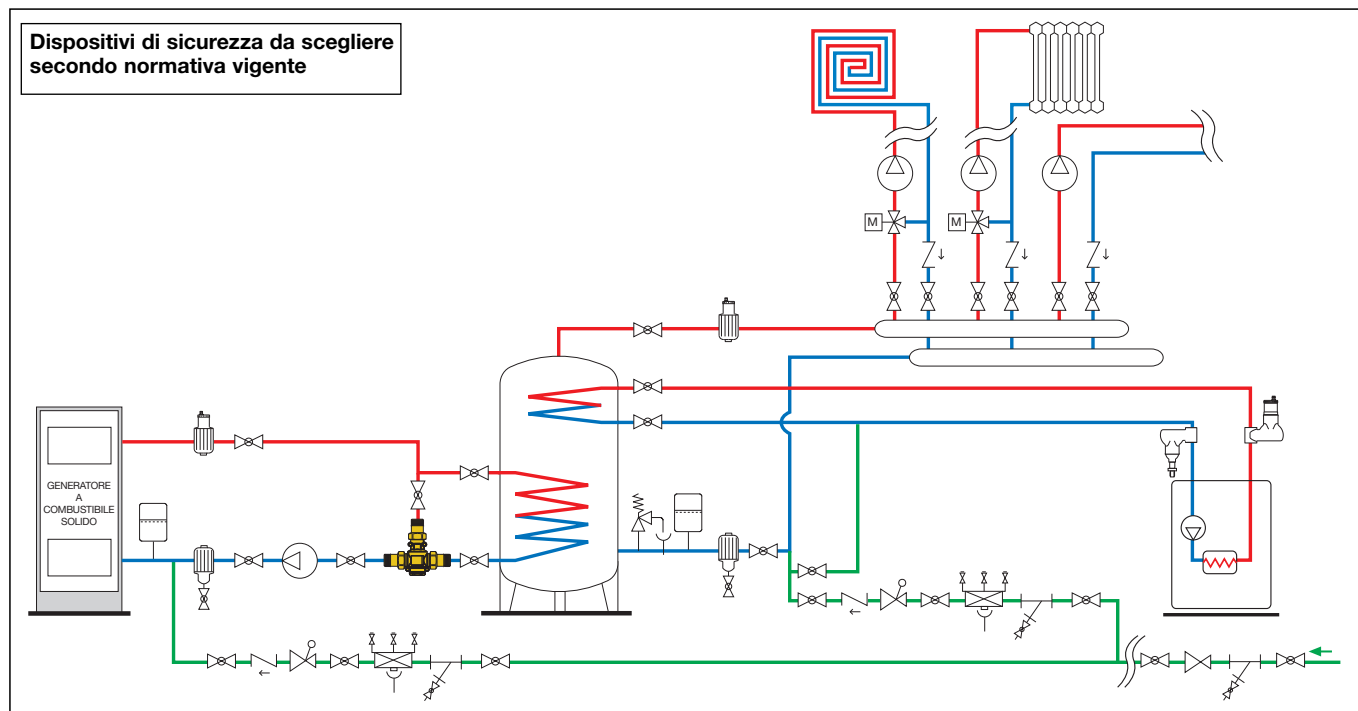 Dispositivi di sicurezza da scegliere
secondo normativa vigente
M
M
GENERATORE
A
COMBUSTIBILE
SOLIDO